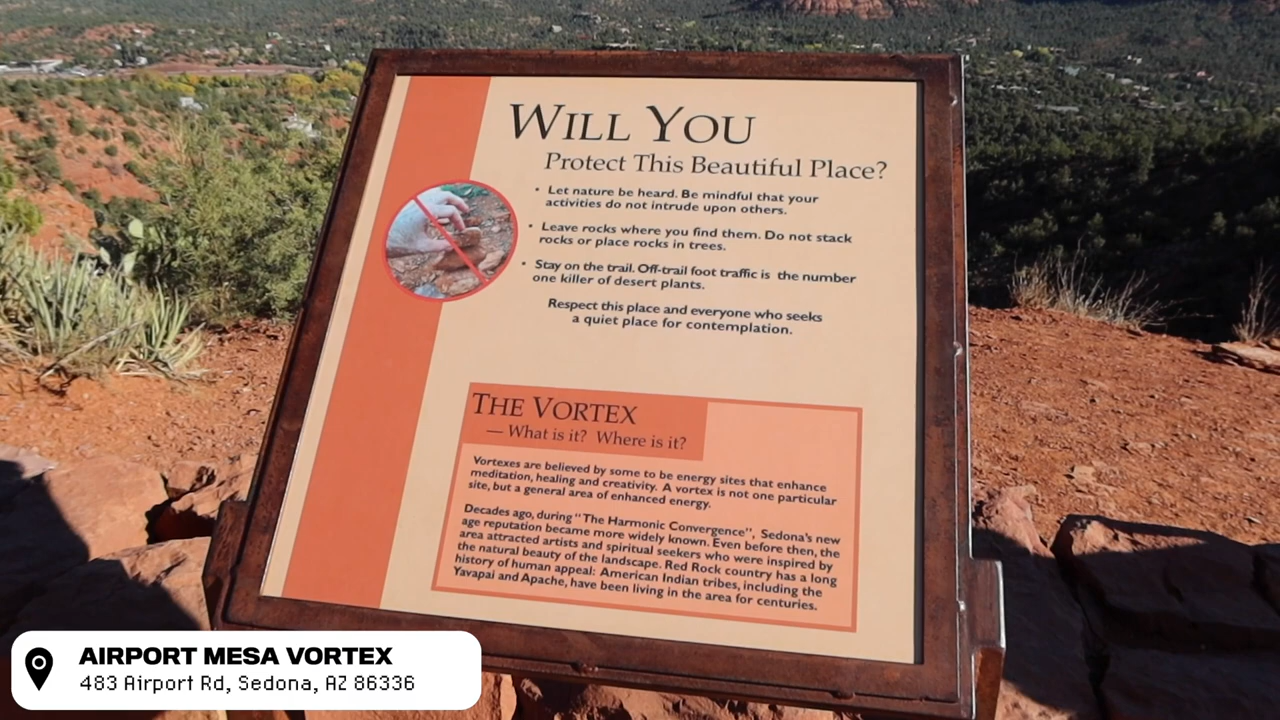 WILL YOU
Protect This Beautiful Place?
• Let nature be heard. Be mindful that your
activities do not intrude upon others.
• Leave rocks where you find them. Do not stack
rocks or place rocks in trees.
• Stay on the trail. Off-trail foot traffic is the number
one killer of desert plants.
Respect this place and everyone who seeks
a quiet place for contemplation.
THE VORTEX
— What is it? Where is it?
Vortexes are believed by some to be energy sites that enhance
meditation, healing and creativity. A vortex is not one particular
site, but a general area of enhanced energy.
Decades ago, during "The Harmonic Convergence", Sedona's new
age reputation became more widely known. Even before then, the
area attracted artists and spiritual seekers who were inspired by
the natural beauty of the landscape. Red Rock country has a long
history of human appeal: American Indian tribes, including the
Yavapai and Apache, have been living in the area for centuries.
AIRPORT MESA VORTEX
483 Airport Rd, Sedona, AZ 86336